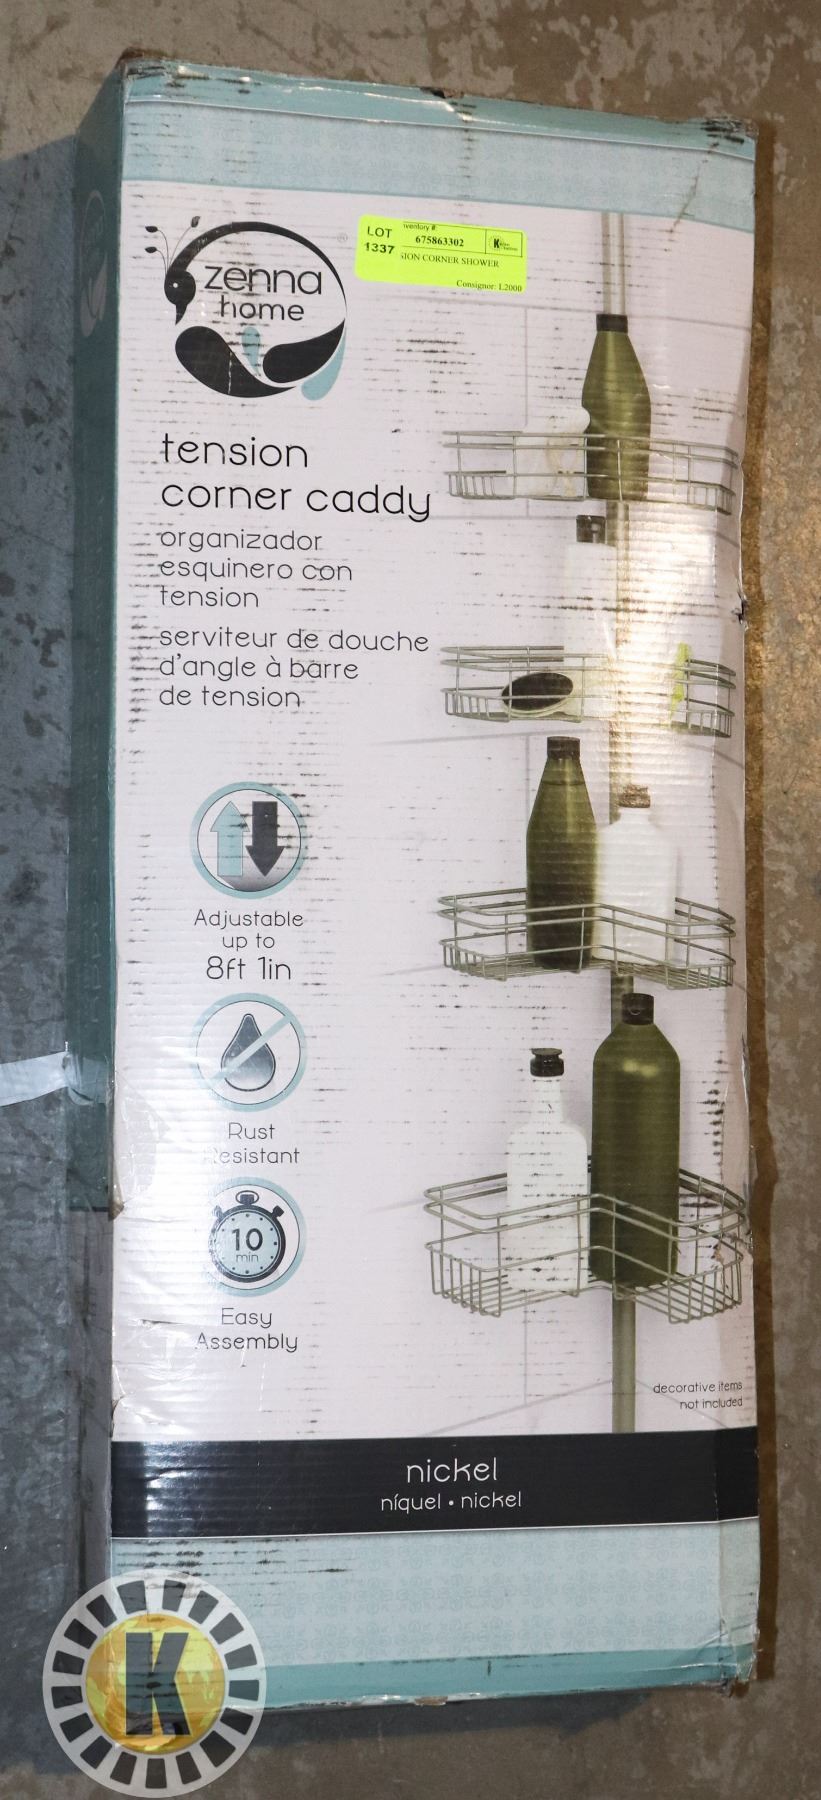 zenna
home
®
LOT
1337
Inventory #:
675863302
SION CORNER SHOWER
Consignor: L2000
tension
corner caddy
organizador
esquinero con
tension
serviteur de douche
d'angle à barre
de tension
Adjustable
up to
8ft 1in
Rust
Resistant
10
min
Easy
Assembly
decorative items
not included
nickel
níquel • nickel
K